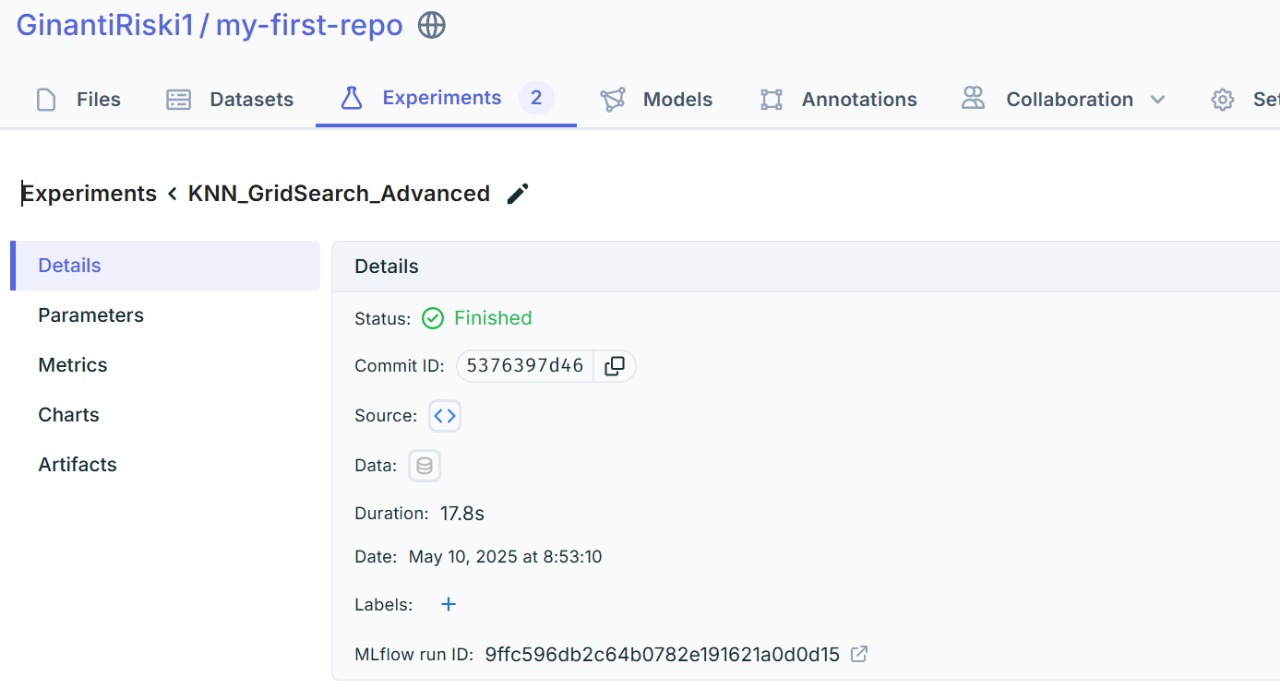 GinantiRiski1 / my-first-repo
Files Datasets Experiments 2 Models Annotations Collaboration
Experiments < KNN_GridSearch_Advanced
Details
Parameters
Metrics
Charts
Artifacts
Details
Status: Finished
Commit ID: 5376397d46
Source:
Data:
Duration: 17.8s
Date: May 10, 2025 at 8:53:10
Labels: +
MLflow run ID: 9ffc596db2c64b0782e191621a0d0d15